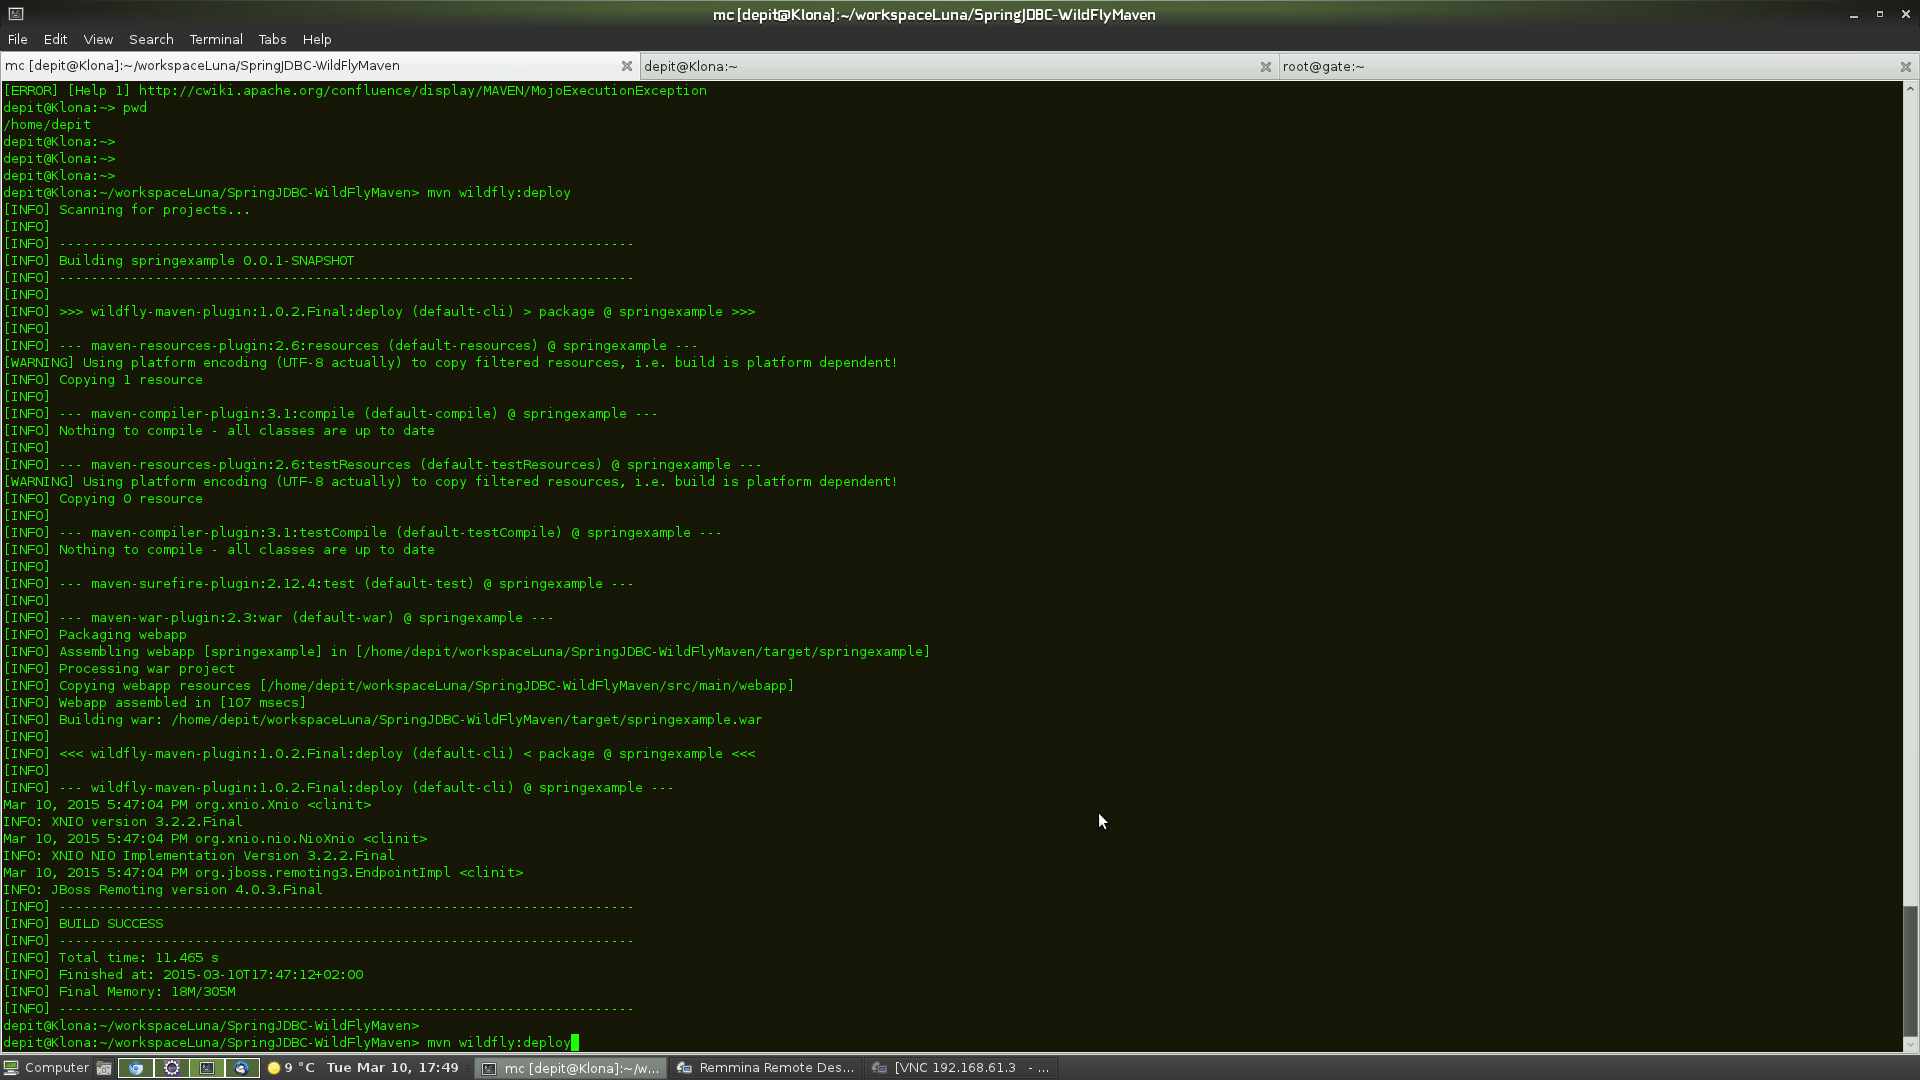 mc [depit@Klona]:~/workspaceLuna/SpringJDBC-WildFlyMaven
File Edit View Search Terminal Tabs Help
mc [depit@Klona]:~/workspaceLuna/SpringJDBC-WildFlyMaven depit@Klona:~ root@gate:~
[ERROR] [Help 1] http://cwiki.apache.org/confluence/display/MAVEN/MojoExecutionException
depit@Klona:~> pwd
/home/depit
depit@Klona:~>
depit@Klona:~>
depit@Klona:~>
depit@Klona:~/workspaceLuna/SpringJDBC-WildFlyMaven> mvn wildfly:deploy
[INFO] Scanning for projects...
[INFO]
[INFO] ------------------------------------------------------------------------
[INFO] Building springexample 0.0.1-SNAPSHOT
[INFO] ------------------------------------------------------------------------
[INFO]
[INFO] >>> wildfly-maven-plugin:1.0.2.Final:deploy (default-cli) > package @ springexample >>>
[INFO]
[INFO] --- maven-resources-plugin:2.6:resources (default-resources) @ springexample ---
[WARNING] Using platform encoding (UTF-8 actually) to copy filtered resources, i.e. build is platform dependent!
[INFO] Copying 1 resource
[INFO]
[INFO] --- maven-compiler-plugin:3.1:compile (default-compile) @ springexample ---
[INFO] Nothing to compile - all classes are up to date
[INFO]
[INFO] --- maven-resources-plugin:2.6:testResources (default-testResources) @ springexample ---
[WARNING] Using platform encoding (UTF-8 actually) to copy filtered resources, i.e. build is platform dependent!
[INFO] Copying 0 resource
[INFO]
[INFO] --- maven-compiler-plugin:3.1:testCompile (default-testCompile) @ springexample ---
[INFO] Nothing to compile - all classes are up to date
[INFO]
[INFO] --- maven-surefire-plugin:2.12.4:test (default-test) @ springexample ---
[INFO]
[INFO] --- maven-war-plugin:2.3:war (default-war) @ springexample ---
[INFO] Packaging webapp
[INFO] Assembling webapp [springexample] in [/home/depit/workspaceLuna/SpringJDBC-WildFlyMaven/target/springexample]
[INFO] Processing war project
[INFO] Copying webapp resources [/home/depit/workspaceLuna/SpringJDBC-WildFlyMaven/src/main/webapp]
[INFO] Webapp assembled in [107 msecs]
[INFO] Building war: /home/depit/workspaceLuna/SpringJDBC-WildFlyMaven/target/springexample.war
[INFO]
[INFO] <<< wildfly-maven-plugin:1.0.2.Final:deploy (default-cli) < package @ springexample <<<
[INFO]
[INFO] --- wildfly-maven-plugin:1.0.2.Final:deploy (default-cli) @ springexample ---
Mar 10, 2015 5:47:04 PM org.xnio.Xnio <clinit>
INFO: XNIO version 3.2.2.Final
Mar 10, 2015 5:47:04 PM org.xnio.nio.NioXnio <clinit>
INFO: XNIO NIO Implementation Version 3.2.2.Final
Mar 10, 2015 5:47:04 PM org.jboss.remoting3.EndpointImpl <clinit>
INFO: JBoss Remoting version 4.0.3.Final
[INFO] ------------------------------------------------------------------------
[INFO] BUILD SUCCESS
[INFO] ------------------------------------------------------------------------
[INFO] Total time: 11.465 s
[INFO] Finished at: 2015-03-10T17:47:12+02:00
[INFO] Final Memory: 18M/305M
[INFO] ------------------------------------------------------------------------
depit@Klona:~/workspaceLuna/SpringJDBC-WildFlyMaven>
depit@Klona:~/workspaceLuna/SpringJDBC-WildFlyMaven> mvn wildfly:deploy
Computer 9 °C Tue Mar 10, 17:49 mc [depit@Klona]:~/w... Remmina Remote Des... [VNC 192.168.61.3 - ...